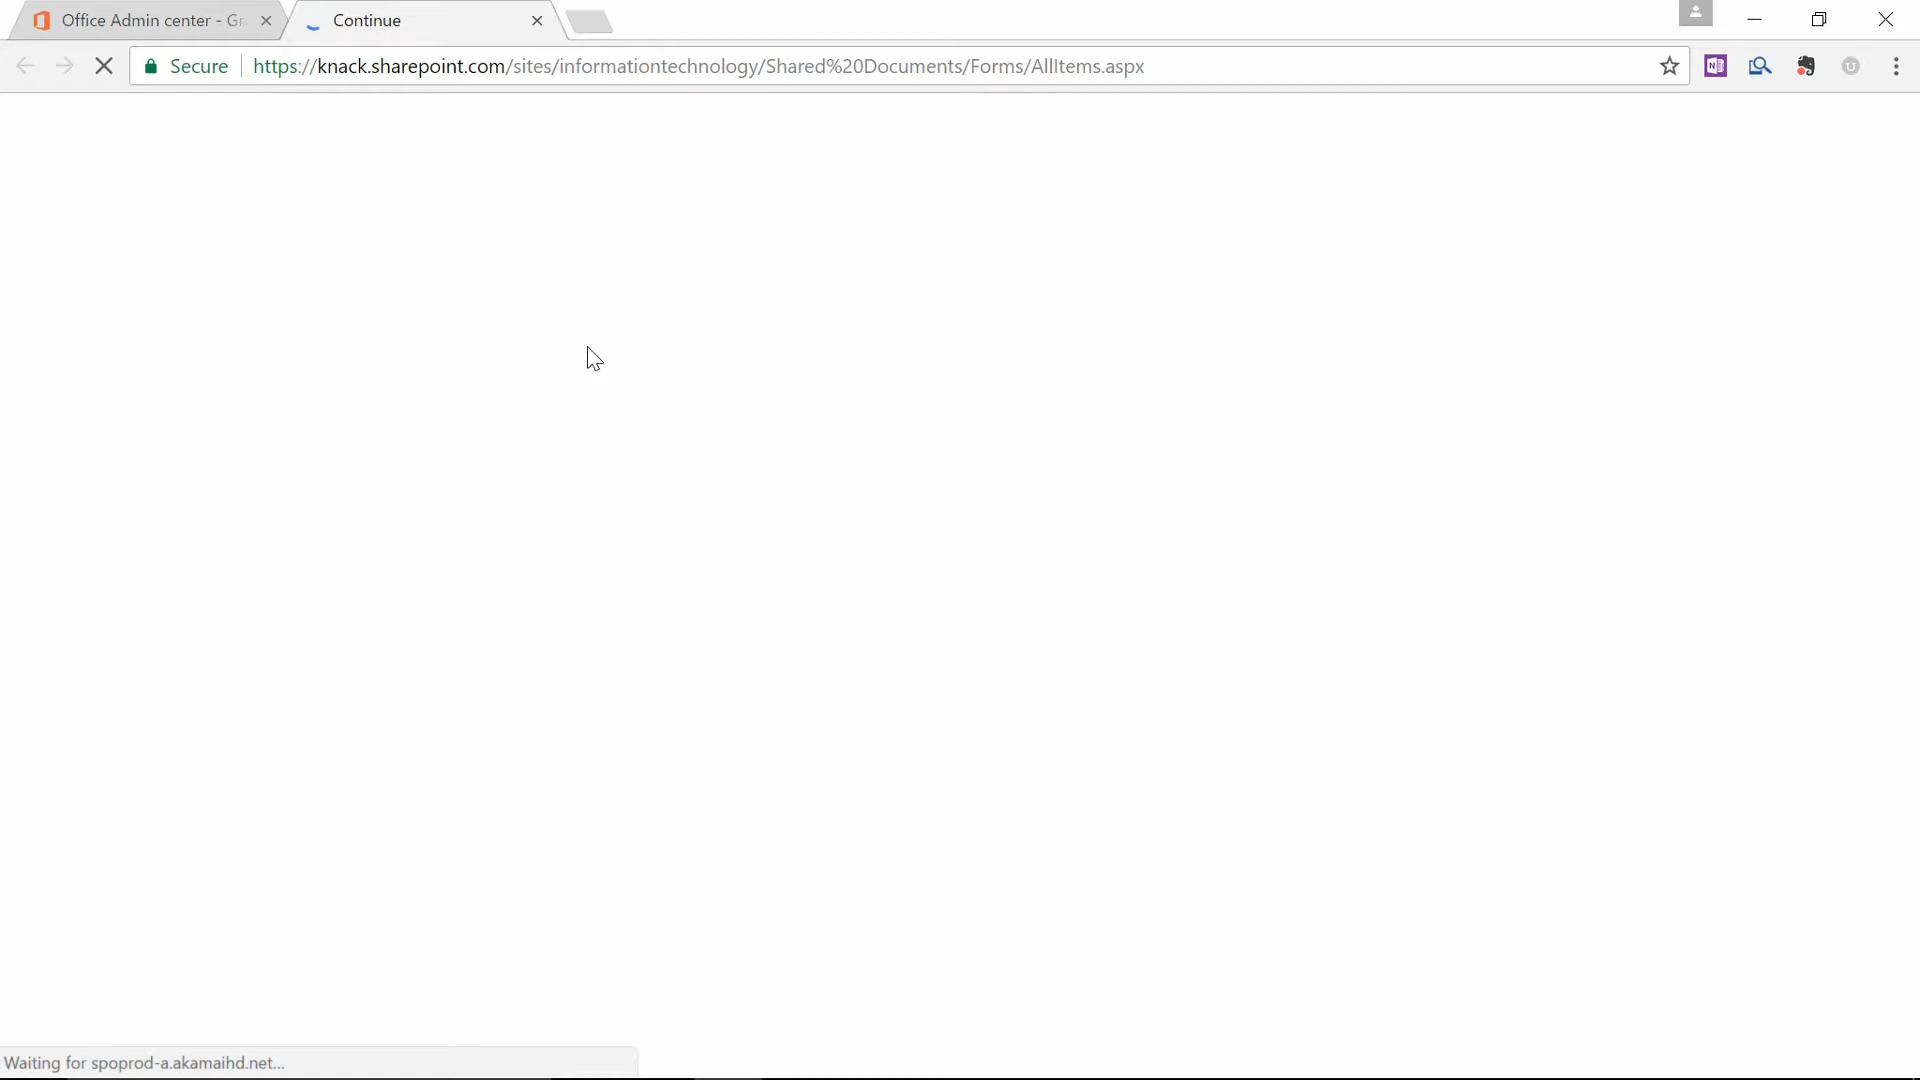 Office Admin center - Gr
Continue
Secure
https://knack.sharepoint.com/sites/informationtechnology/Shared%20Documents/Forms/AllItems.aspx
N
U
Waiting for spoprod-a.akamaihd.net...